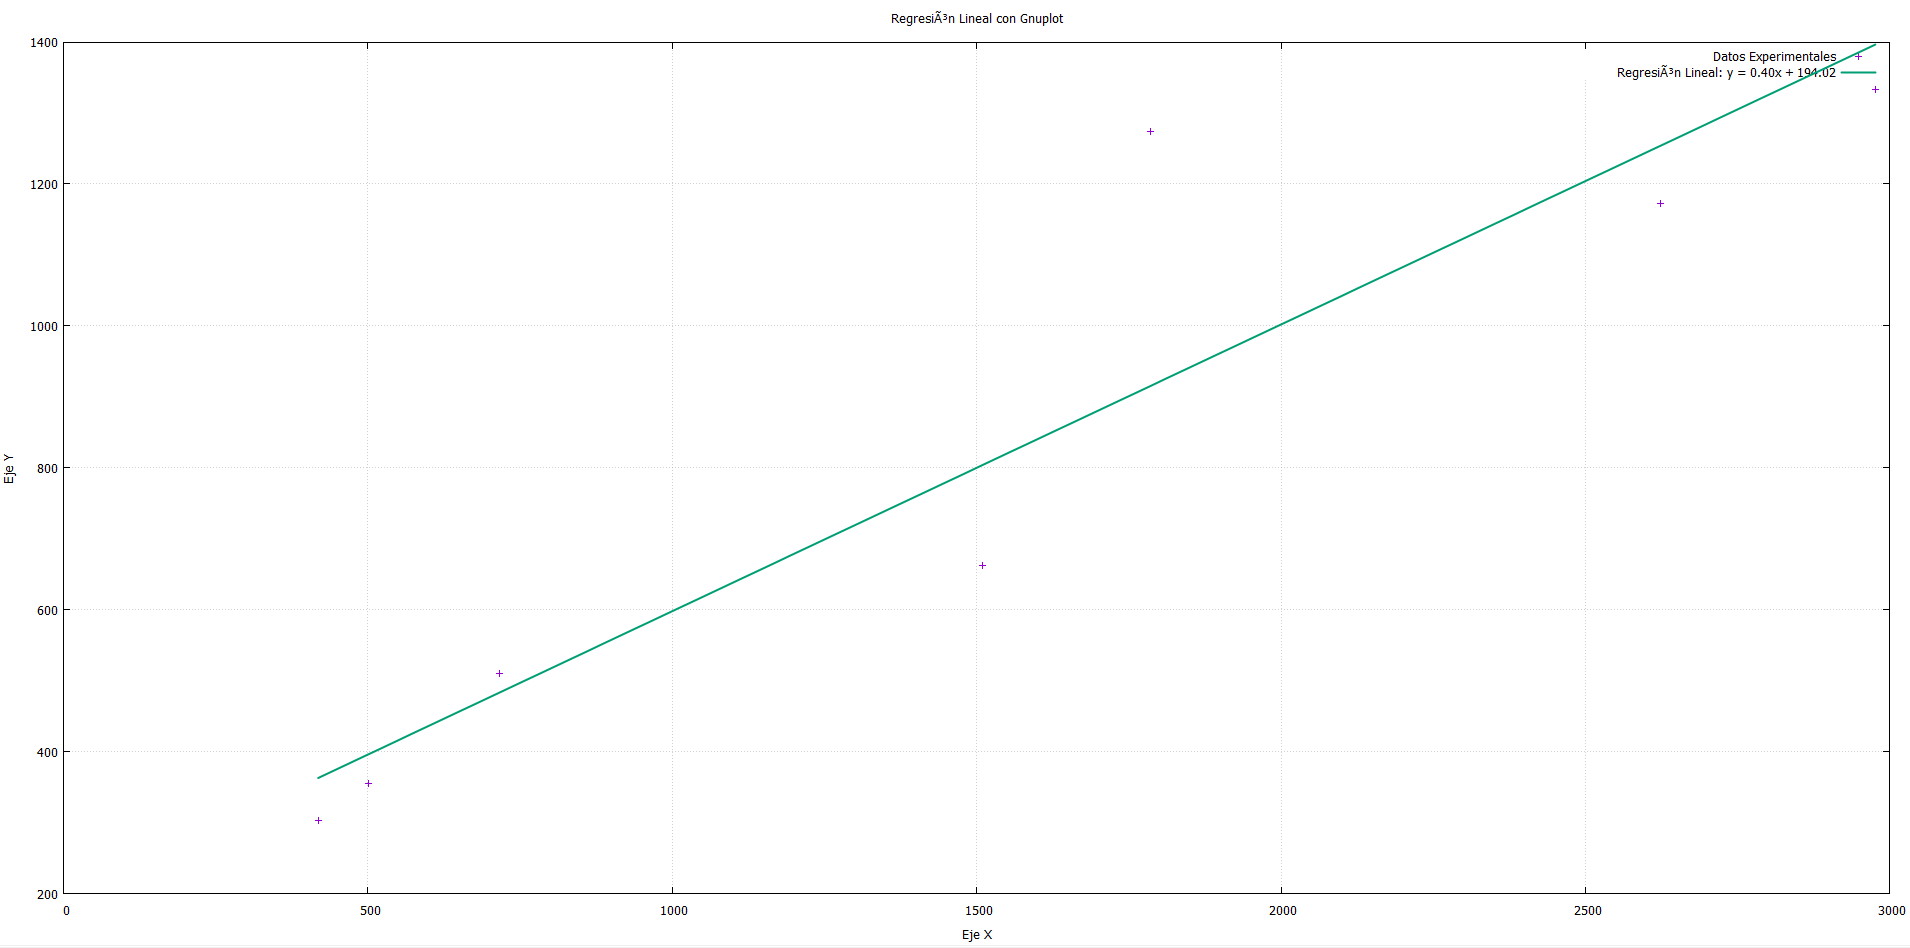 RegresiÃ³n Lineal con Gnuplot
1400
1200
1000
800
600
400
200
Datos Experimentales
RegresiÃ³n Lineal: y = 0.40x + 194.02
Eje Y
0 500 1000 1500 2000 2500 3000
Eje X